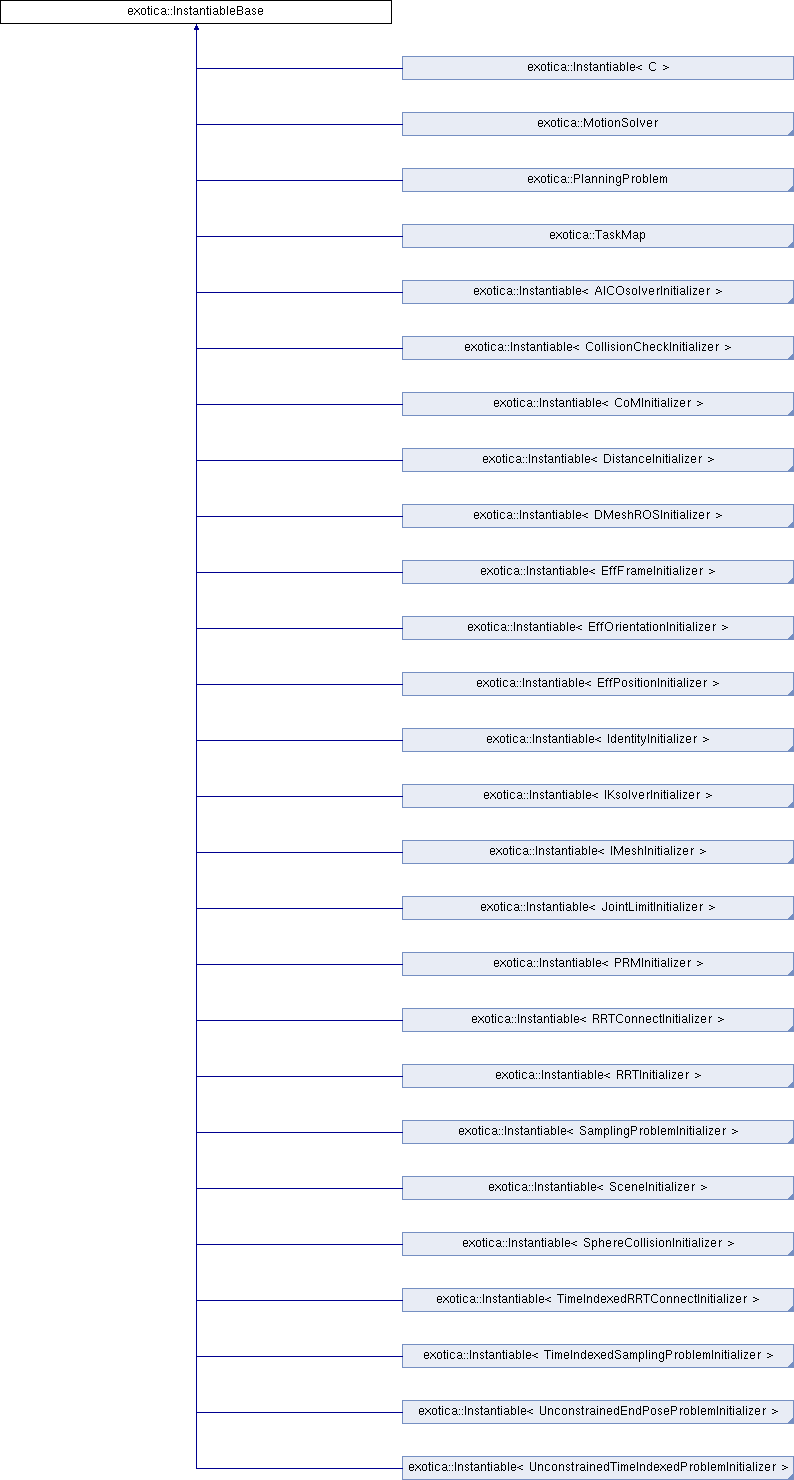 exotica::InstantiableBase
exotica::Instantiable< C >
exotica::MotionSolver
exotica::PlanningProblem
exotica::TaskMap
exotica::Instantiable< AICOsolverInitializer >
exotica::Instantiable< CollisionCheckInitializer >
exotica::Instantiable< CoMInitializer >
exotica::Instantiable< DistanceInitializer >
exotica::Instantiable< DMeshROSInitializer >
exotica::Instantiable< EffFrameInitializer >
exotica::Instantiable< EffOrientationInitializer >
exotica::Instantiable< EffPositionInitializer >
exotica::Instantiable< IdentityInitializer >
exotica::Instantiable< IKsolverInitializer >
exotica::Instantiable< IMeshInitializer >
exotica::Instantiable< JointLimitInitializer >
exotica::Instantiable< PRMInitializer >
exotica::Instantiable< RRTConnectInitializer >
exotica::Instantiable< RRTInitializer >
exotica::Instantiable< SamplingProblemInitializer >
exotica::Instantiable< SceneInitializer >
exotica::Instantiable< SphereCollisionInitializer >
exotica::Instantiable< TimeIndexedRRTConnectInitializer >
exotica::Instantiable< TimeIndexedSamplingProblemInitializer >
exotica::Instantiable< UnconstrainedEndPoseProblemInitializer >
exotica::Instantiable< UnconstrainedTimeIndexedProblemInitializer >